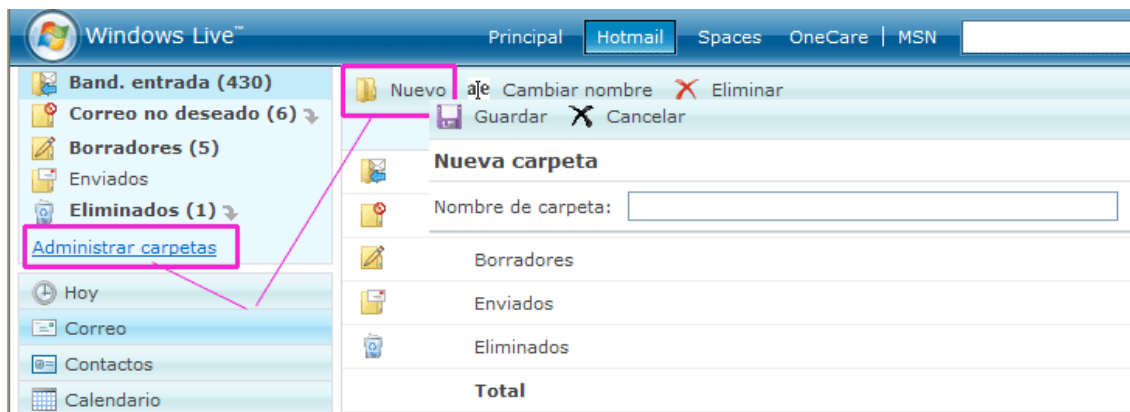 Windows Live™
Principal Hotmail Spaces OneCare | MSN
Band. entrada (430)
Correo no deseado (6)
Borradores (5)
Enviados
Eliminados (1)
Administrar carpetas
Hoy
Correo
Contactos
Calendario
Nuevo aje Cambiar nombre Eliminar
Guardar Cancelar
Nueva carpeta
Nombre de carpeta:
Borradores
Enviados
Eliminados
Total